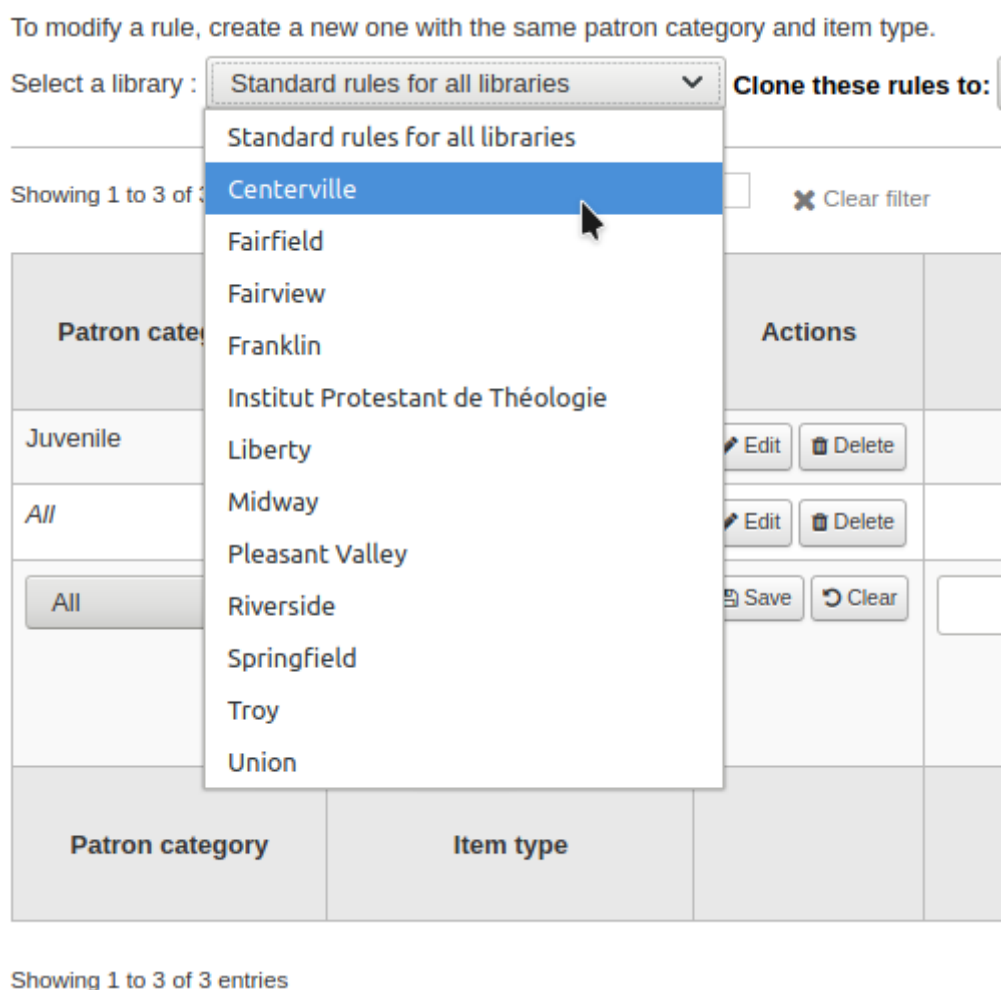 To modify a rule, create a new one with the same patron category and item type.
Select a library : Standard rules for all libraries Clone these rules to:
Standard rules for all libraries
Showing 1 to 3 of
Centerville
Clear filter
Fairfield
Fairview
Patron Actions
Franklin
Institut Protestant de Théologie
Juvenile
Liberty
Edit Delete
Midway
All
Edit Delete
Pleasant Valley
All
Riverside
Save Clear
Springfield
Troy
Union
Patron category Item type
Showing 1 to 3 of 3 entries